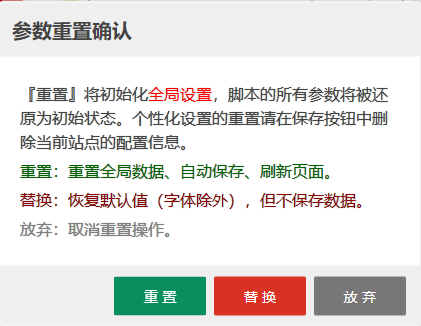 参数重置确认
『重置』将初始化全局设置，脚本的所有参数将被还
原为初始状态。个性化设置的重置请在保存按钮中删
除当前站点的配置信息。
重置：重置全局数据、自动保存、刷新页面。
替换：恢复默认值（字体除外），但不保存数据。
放弃：取消重置操作。
重 置
替 换
放 弃